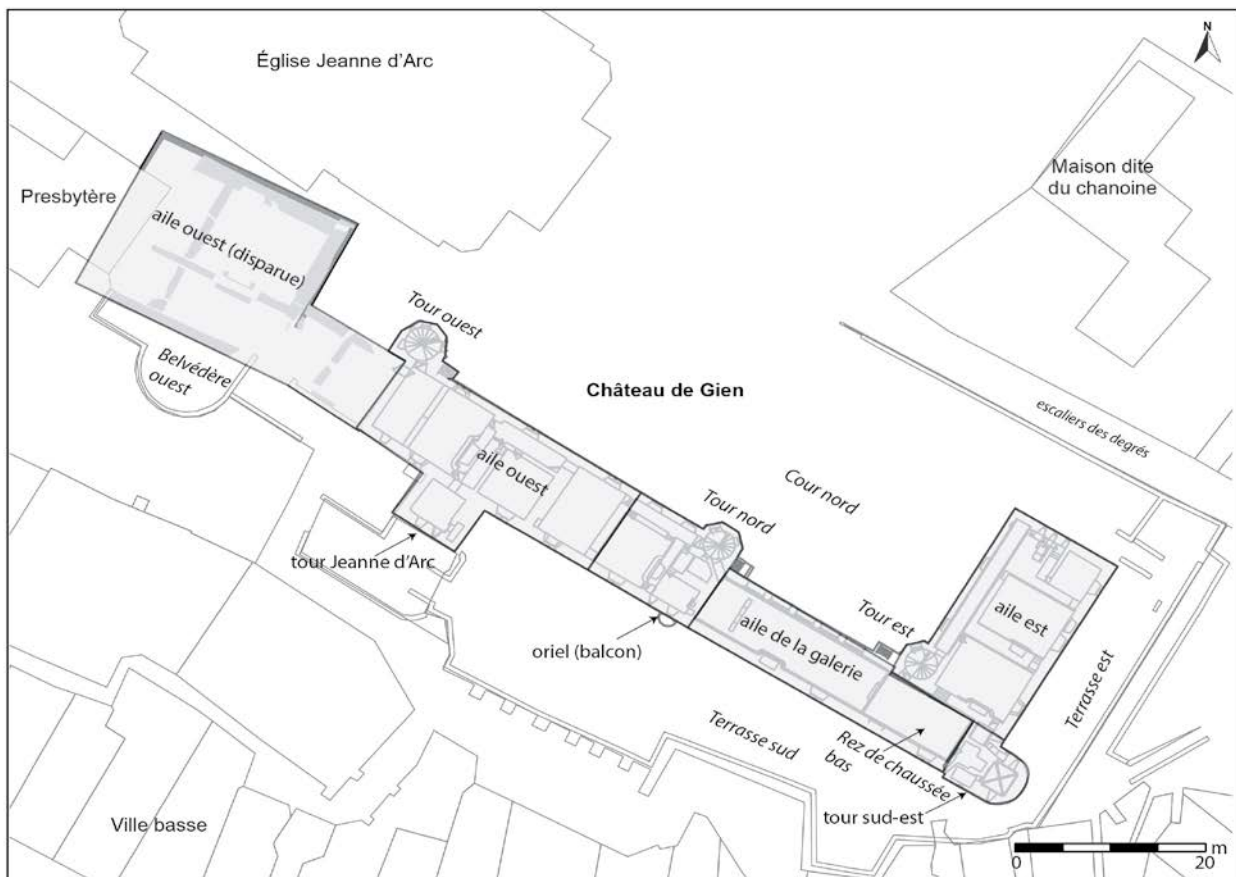 N
Église Jeanne d'Arc
Maison dite
du chanoine
Presbytère
aile ouest (disparue)
Tour ouest
Belvédère
ouest
Château de Gien
escaliers des degrés
aile ouest
Cour nord
Tour nord
tour Jeanne d'Arc
Tour est
aile est
aile de la galerie
oriel (balcon)
Terrasse est
Terrasse sud
Rez de chaussée
bas
tour sud-est
Ville basse
m
0 20